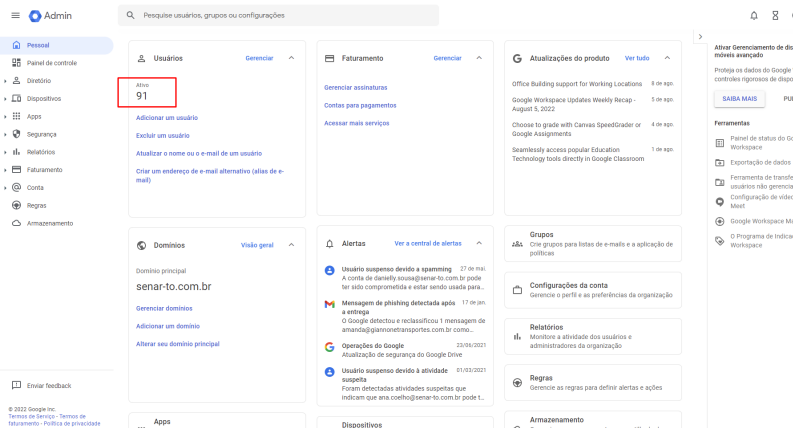 Admin
Pesquise usuários, grupos ou configurações
Pessoal
Painel de controle
Diretório
Dispositivos
Apps
Segurança
Relatórios
Faturamento
Conta
Regras
Armazenamento
Enviar feedback
© 2022 Google Inc.
Termos de Serviço - Termos de
faturamento - Política de privacidade
Usuários
Gerenciar
Ativo
91
Adicionar um usuário
Excluir um usuário
Atualizar o nome ou o e-mail de um usuário
Criar um endereço de e-mail alternativo (alias de e-
mail)
Faturamento
Gerenciar
Gerenciar assinaturas
Contas para pagamentos
Acessar mais serviços
Atualizações do produto
Ver tudo
Office Building support for Working Locations 8 de ago.
Google Workspace Updates Weekly Recap - 5 de ago.
August 5, 2022
Choose to grade with Canvas SpeedGrader or 4 de ago.
Google Assignments
Seamlessly access popular Education 1 de ago.
Technology tools directly in Google Classroom
Domínios
Visão geral
Domínio principal
senar-to.com.br
Gerenciar domínios
Adicionar um domínio
Alterar seu domínio principal
Alertas
Ver a central de alertas
Usuário suspenso devido a spamming 27 de mai.
A conta de danielly.sousa@senar-to.com.br pode
ter sido comprometida e estar sendo usada para...
Mensagem de phishing detectada após 17 de jan.
a entrega
O Google detectou e reclassificou 1 mensagem de
amanda@giannonetransportes.com.br como...
Operações do Google 23/06/2021
Atualização de segurança do Google Drive
Usuário suspenso devido à atividade 01/03/2021
suspeita
Foram detectadas atividades suspeitas que
indicam que ana.coelho@senar-to.com.br pode t...
Grupos
Crie grupos para listas de e-mails e a aplicação de
políticas
Configurações da conta
Gerencie o perfil e as preferências da organização
Relatórios
Monitore a atividade dos usuários e
administradores da organização
Regras
Gerencie as regras para definir alertas e ações
Armazenamento
Apps
Dispositivos
Ativar Gerenciamento de dis
móveis avançado
Proteja os dados do Google
controles rigorosos de dispo
SAIBA MAIS
PU
Ferramentas
Painel de status do Go
Workspace
Exportação de dados
Ferramenta de transfe
usuários não gerencia
Configuração de vídeo
Meet
Google Workspace Ma
O Programa de Indica
Workspace